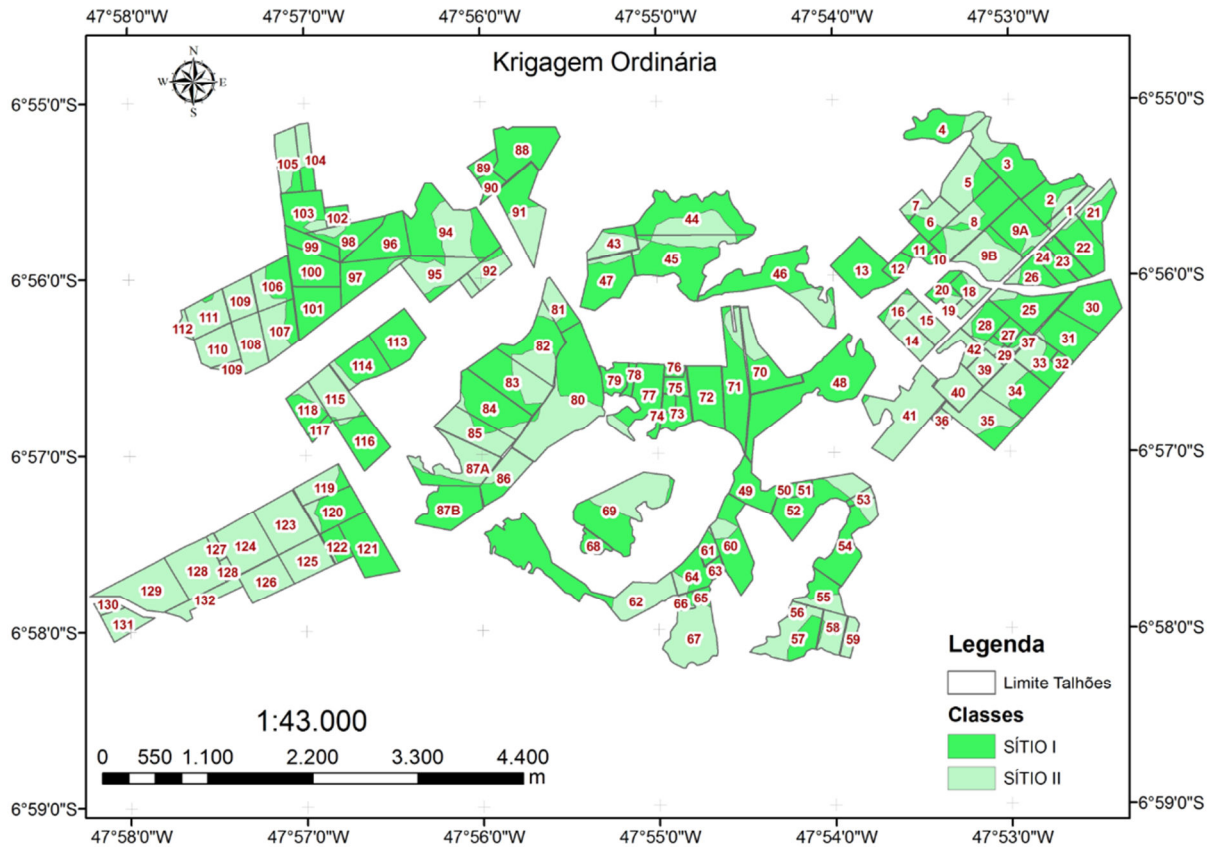 47°58'0"W 47°57'0"W 47°56'0"W 47°55'0"W 47°54'0"W 47°53'0"W
Krigagem Ordinária
N
W E
S
6°55'0"S 6°55'0"S
6°56'0"S 6°56'0"S
6°57'0"S 6°57'0"S
6°58'0"S 6°58'0"S
6°59'0"S 6°59'0"S
105 104 103 102 99 98 96 100 97 101
106 109 111 112 110 108 107 109
88 89 90 91 94 95 92
43 44 45 47 46
4 3 5 7 6 8 2 1 21 9A 9B 22 24 23 26 11 10 12 13
20 18 19 16 15 14 25 30 28 27 31 37 42 29 33 32 39 34 40 35 36 41
113 114 115 118 117 116
81 82 83 84 85 80 87A 86 87B
79 78 76 75 77 74 73 72 71 70 48
49 50 51 52 53 54 55 56 57 58 59
69 68 61 60 64 63 65 66 62 67
119 120 123 122 121 127 124 125 128 128 126 129 132 130 131
Legenda
Limite Talhões
Classes
SÍTIO I
SÍTIO II
1:43.000
0 550 1.100 2.200 3.300 4.400
m
47°58'0"W 47°57'0"W 47°56'0"W 47°55'0"W 47°54'0"W 47°53'0"W